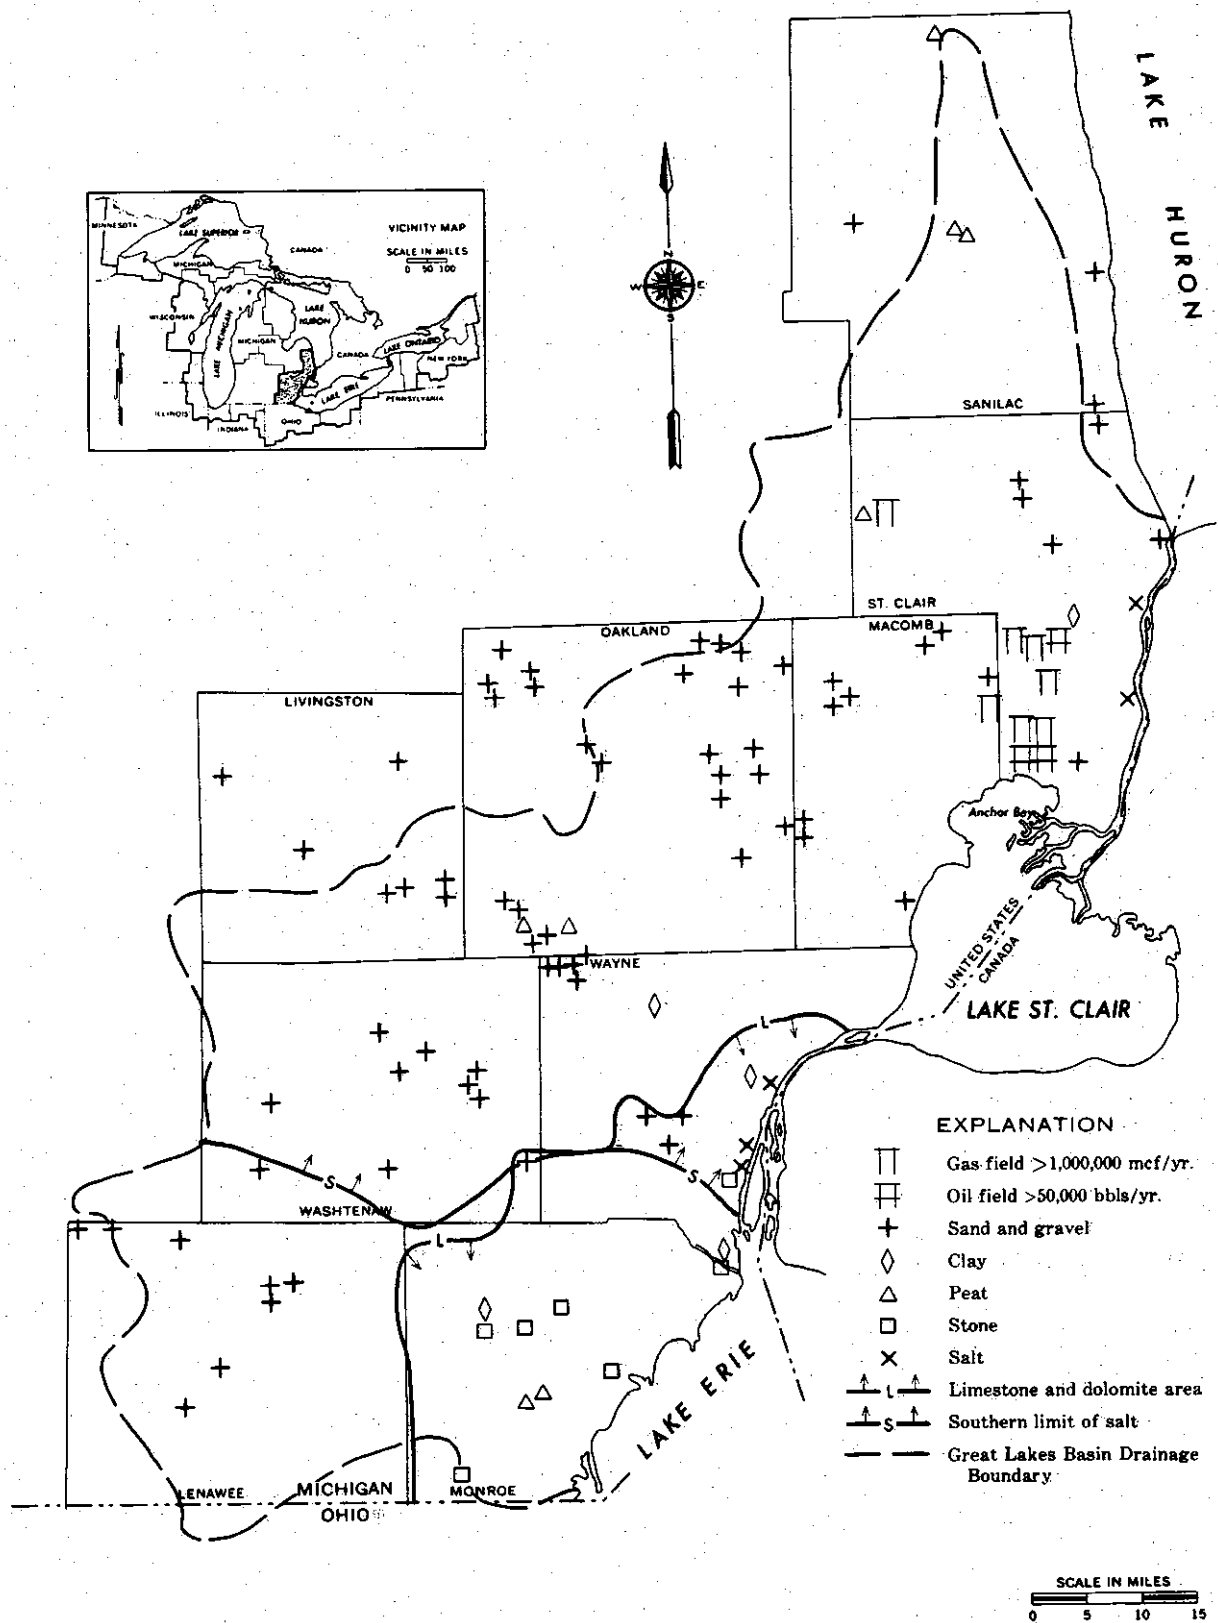 LAKE HURON
MINNESOTA
LAKE SUPERIOR
CANADA
VICINITY MAP
SCALE IN MILES
0 50 100
MICHIGAN
WISCONSIN
LAKE MICHIGAN
MICHIGAN
LAKE HURON
CANADA
LAKE ONTARIO
NEW YORK
LAKE ERIE
PENNSYLVANIA
ILLINOIS
INDIANA
OHIO
N
W E
S
SANILAC
ST. CLAIR
MACOMB
OAKLAND
LIVINGSTON
Anchor Bay
WAYNE
UNITED STATES
CANADA
LAKE ST. CLAIR
L
S
S
WASHTENAW
L
LAKE ERIE
LENAWEE
MICHIGAN
MONROE
OHIO
EXPLANATION
Gas field >1,000,000 mcf/yr.
Oil field >50,000 bbls/yr.
Sand and gravel
Clay
Peat
Stone
Salt
L Limestone and dolomite area
S Southern limit of salt
Great Lakes Basin Drainage
Boundary
SCALE IN MILES
0 5 10 15